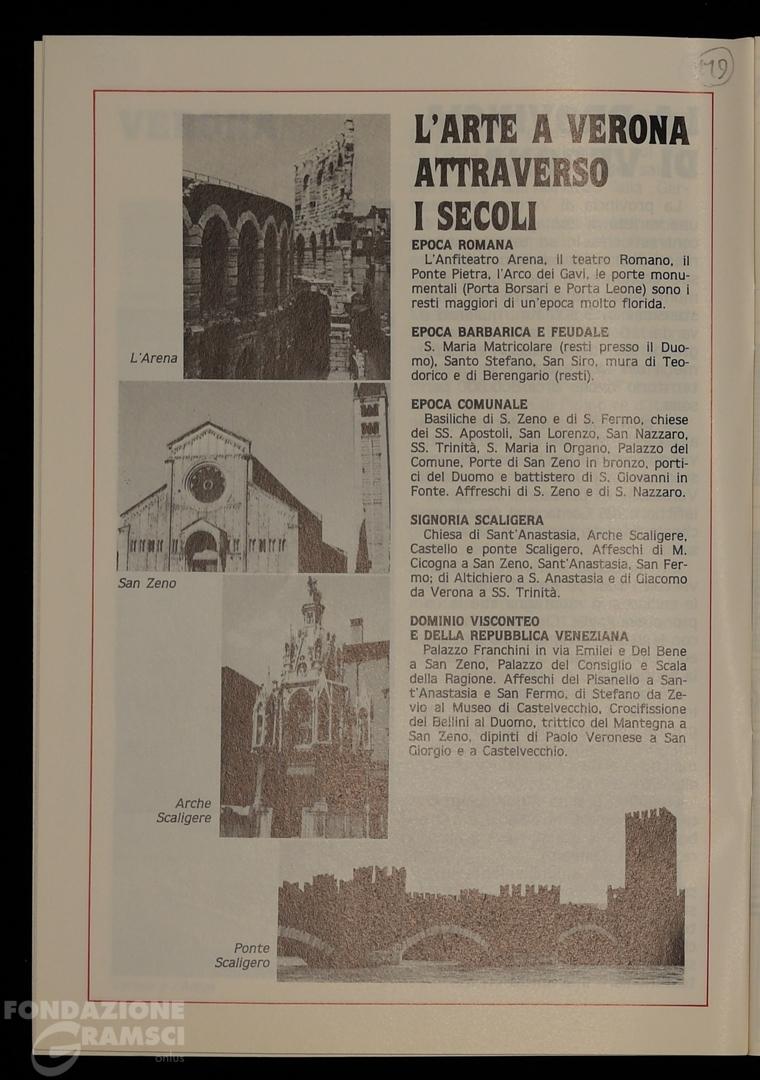 19
L'ARTE A VERONA
ATTRAVERSO
I SECOLI
EPOCA ROMANA
L'Anfiteatro Arena, il teatro Romano, il
Ponte Pietra, l'Arco dei Gavi, le porte monu-
mentali (Porta Borsari e Porta Leone) sono i
resti maggiori di un'epoca molto florida.
EPOCA BARBARICA E FEUDALE
S. Maria Matricolare (resti presso il Duo-
mo), Santo Stefano, San Siro, mura di Teo-
dorico e di Berengario (resti).
EPOCA COMUNALE
Basiliche di S. Zeno e di S. Fermo, chiese
dei SS. Apostoli, San Lorenzo, San Nazzaro,
SS. Trinità, S. Maria in Organo, Palazzo del
Comune, Porte di San Zeno in bronzo, porti-
ci del Duomo e battistero di S. Giovanni in
Fonte. Affreschi di S. Zeno e di S. Nazzaro.
SIGNORIA SCALIGERA
Chiesa di Sant'Anastasia, Arche Scaligere,
Castello e ponte Scaligero, Affeschi di M.
Cicogna a San Zeno, Sant'Anastasia, San Fer-
mo; di Altichiero a S. Anastasia e di Giacomo
da Verona a SS. Trinità.
DOMINIO VISCONTEO
E DELLA REPUBBLICA VENEZIANA
Palazzo Franchini in via Emilei e Del Bene
a San Zeno, Palazzo del Consiglio e Scala
della Ragione. Affeschi del Pisanello a San-
t'Anastasia e San Fermo, di Stefano da Ze-
vio al Museo di Castelvecchio, Crocifissione
del Bellini al Duomo, trittico del Mantegna a
San Zeno, dipinti di Paolo Veronese a San
Giorgio e a Castelvecchio.
L'Arena
San Zeno
Arche
Scaligere
Ponte
Scaligero
FONDAZIONE
GRAMSCI
onlus